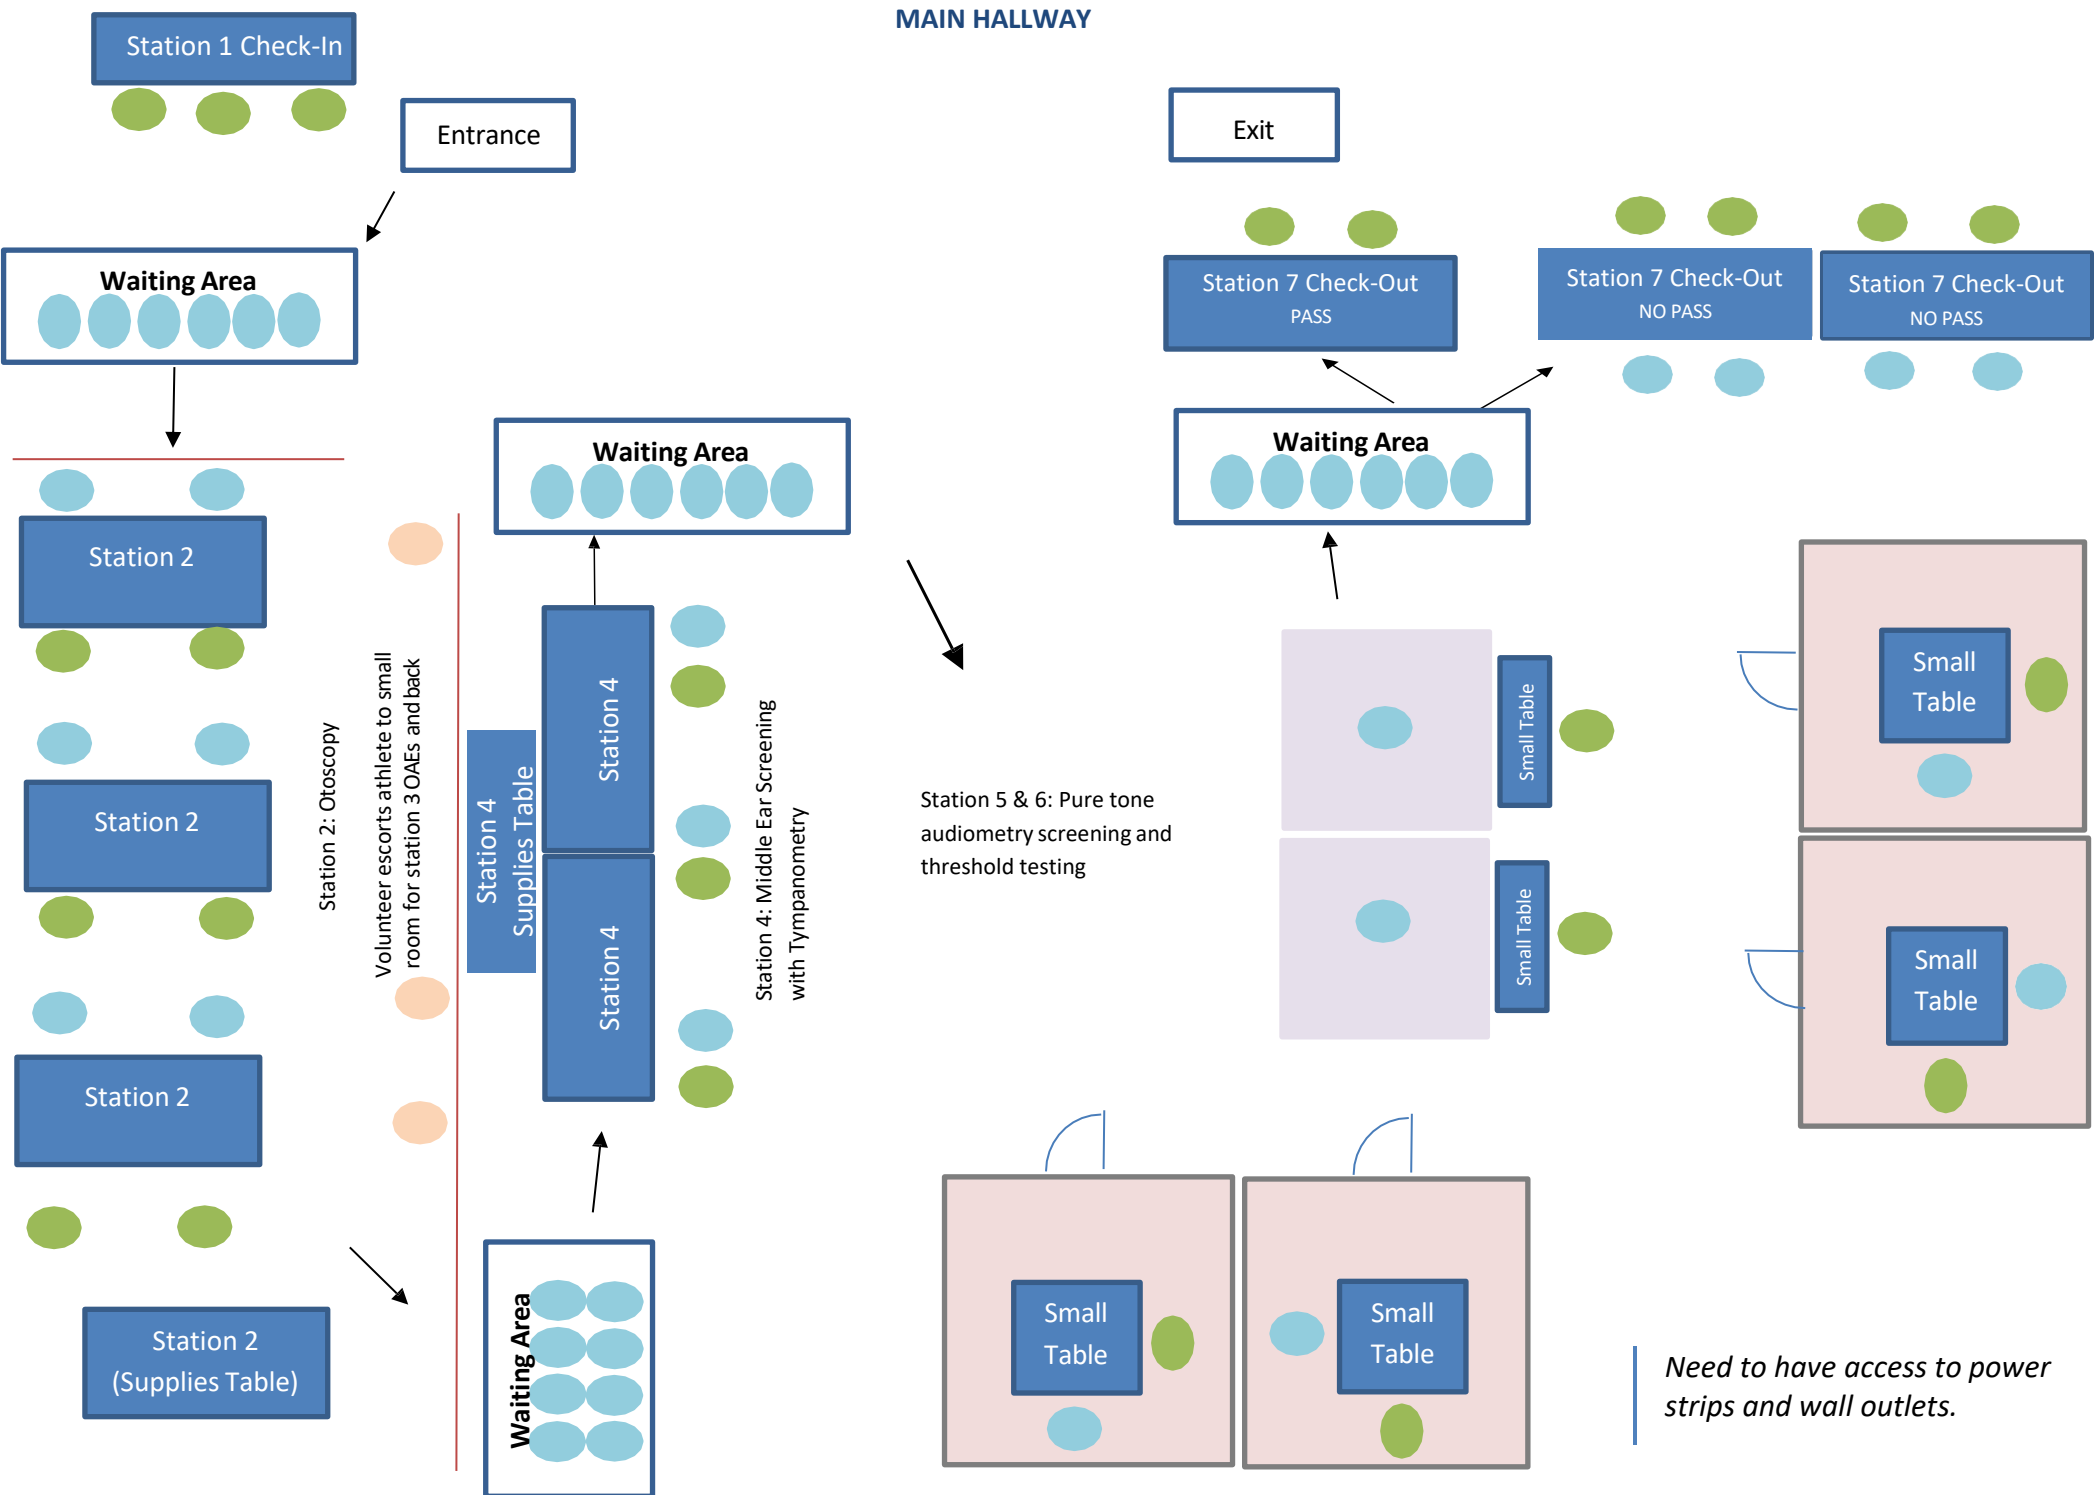 MAIN HALLWAY
Station 1 Check-In
Entrance
Exit
Waiting Area
Station 7 Check-Out
PASS
Station 7 Check-Out
NO PASS
Station 7 Check-Out
NO PASS
Waiting Area
Waiting Area
Station 2
Station 2
Station 2
Station 2
(Supplies Table)
Station 2: Otoscopy
Volunteer escorts athlete to small
room for station 3 OAEs and back
Station 4
Supplies Table
Station 4
Station 4
Station 4: Middle Ear Screening
with Tympanometry
Waiting Area
Station 5 & 6: Pure tone
audiometry screening and
threshold testing
Small Table
Small Table
Small
Table
Small
Table
Small
Table
Small
Table
Need to have access to power
strips and wall outlets.